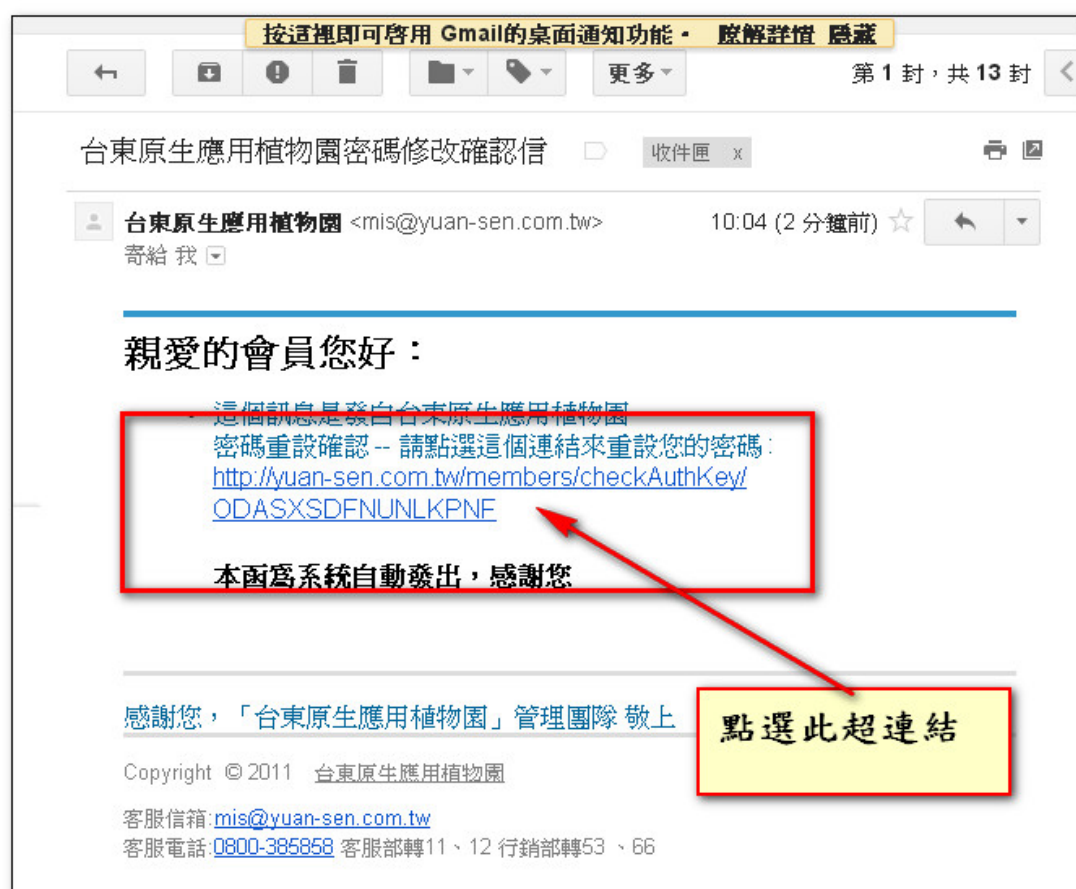 按這裡即可啓用 Gmail的桌面通知功能。 瞭解詳情 隱藏
更多 第 1 封，共 13 封
台東原生應用植物園密碼修改確認信 收件匣 x
台東原生應用植物園 <mis@yuan-sen.com.tw> 10:04 (2 分鐘前)
寄給 我
親愛的會員您好：
這個訊息是發自台東原生應用植物園
密碼重設確認 -- 請點選這個連結來重設您的密碼：
http://yuan-sen.com.tw/members/checkAuthKey/
ODASXSDFNUNLKPNF
本函為系統自動發出，感謝您
感謝您，「台東原生應用植物園」管理團隊 敬上
點選此超連結
Copyright © 2011 台東原生應用植物園
客服信箱:mis@yuan-sen.com.tw
客服電話:0800-385858 客服部轉11、12 行銷部轉53 、66